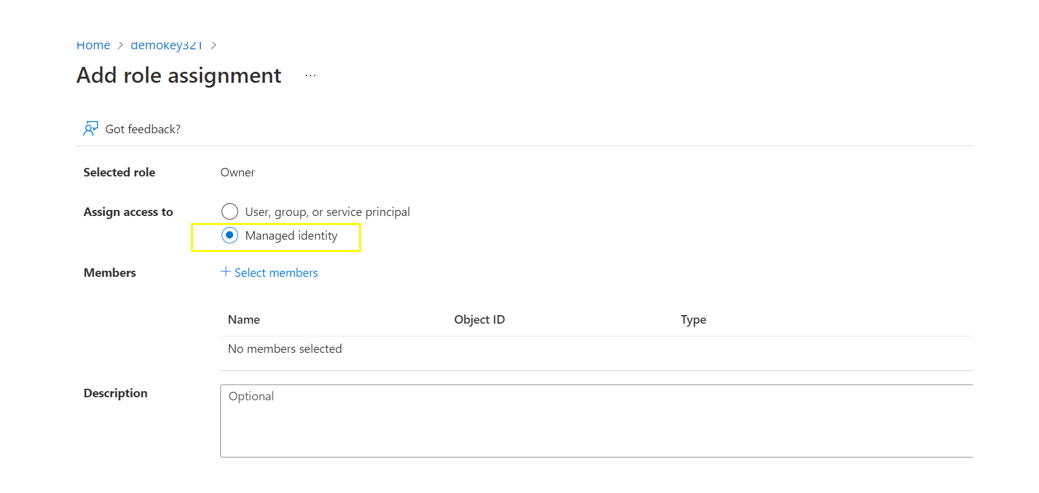 Home > demokey321 >
Add role assignment ...
Got feedback?
Selected role Owner
Assign access to User, group, or service principal
Managed identity
Members + Select members
Name Object ID Type
No members selected
Description Optional